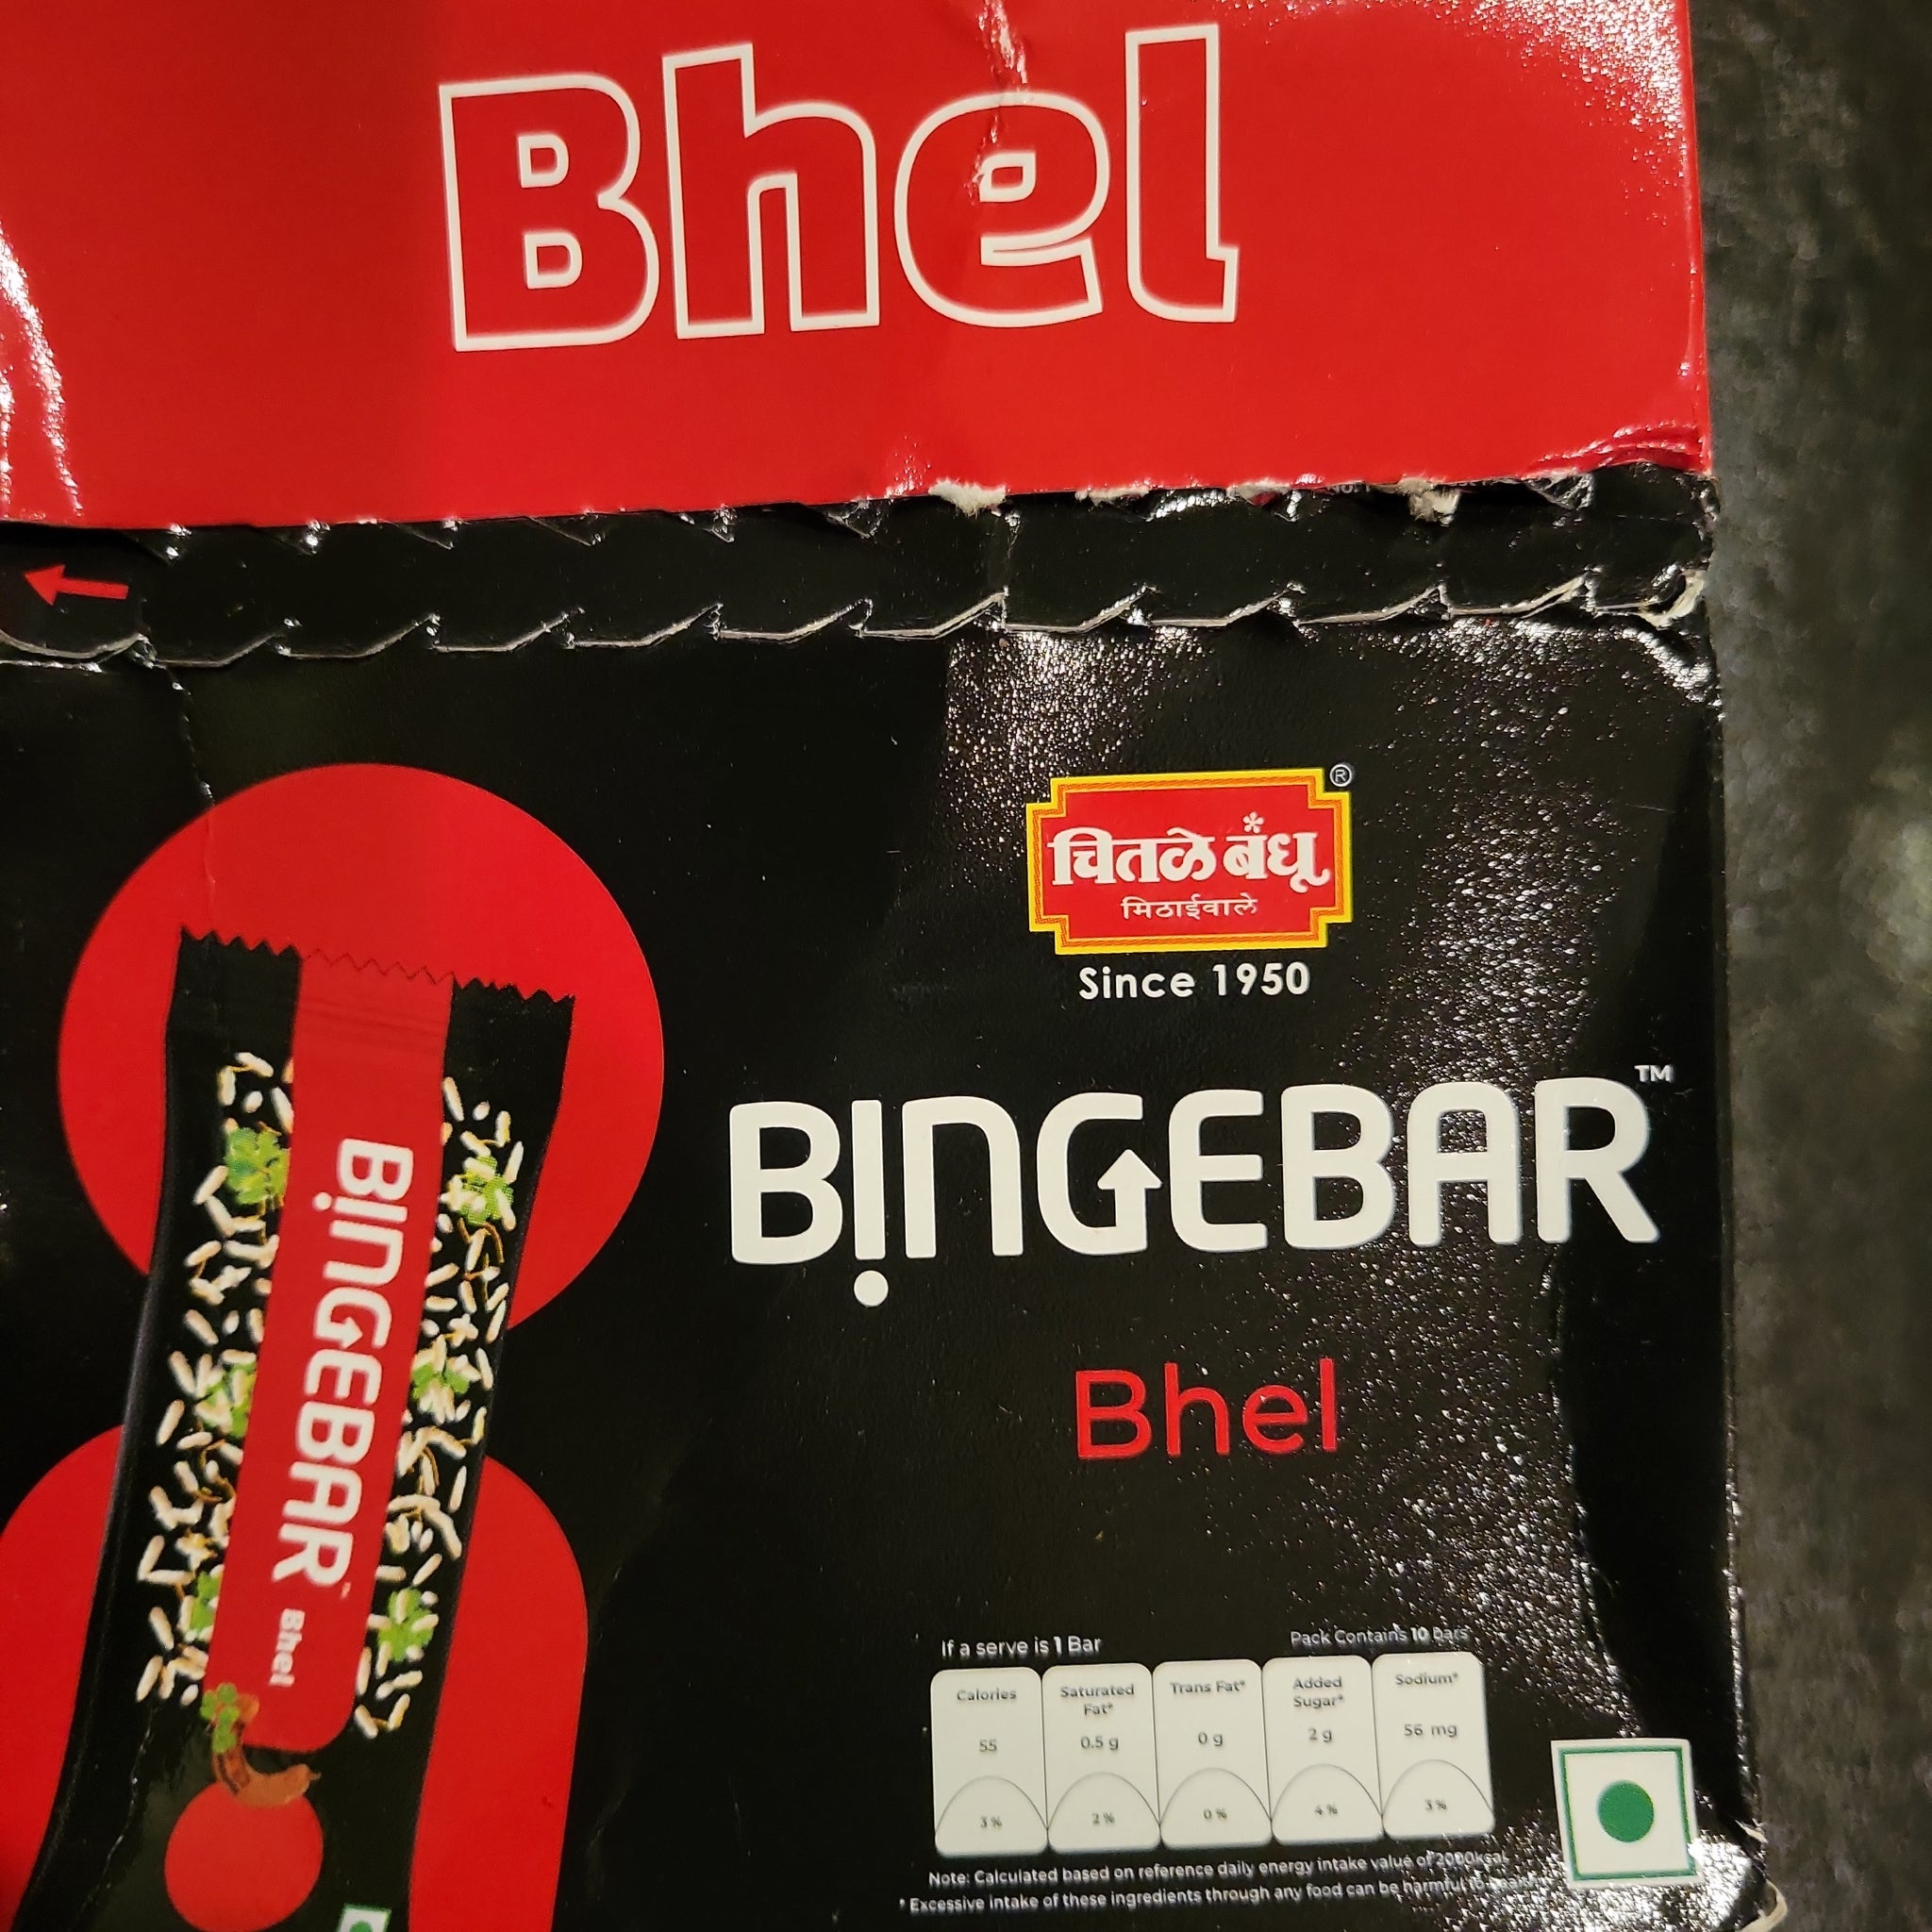 Bhel
चितळे बंधू
®
मिठाईवाले
Since 1950
BINGEBAR™
Bhel
BINGEBAR™ Bhel
If a serve is 1 Bar
Pack Contains 10 Bars
Calories
Saturated Fat*
Trans Fat*
Added Sugar*
Sodium*
55
0.5 g
0 g
2 g
56 mg
3%
2%
0%
4%
3%
Note: Calculated based on reference daily energy intake value of 2000kcal
* Excessive intake of these ingredients through any food can be harmful to